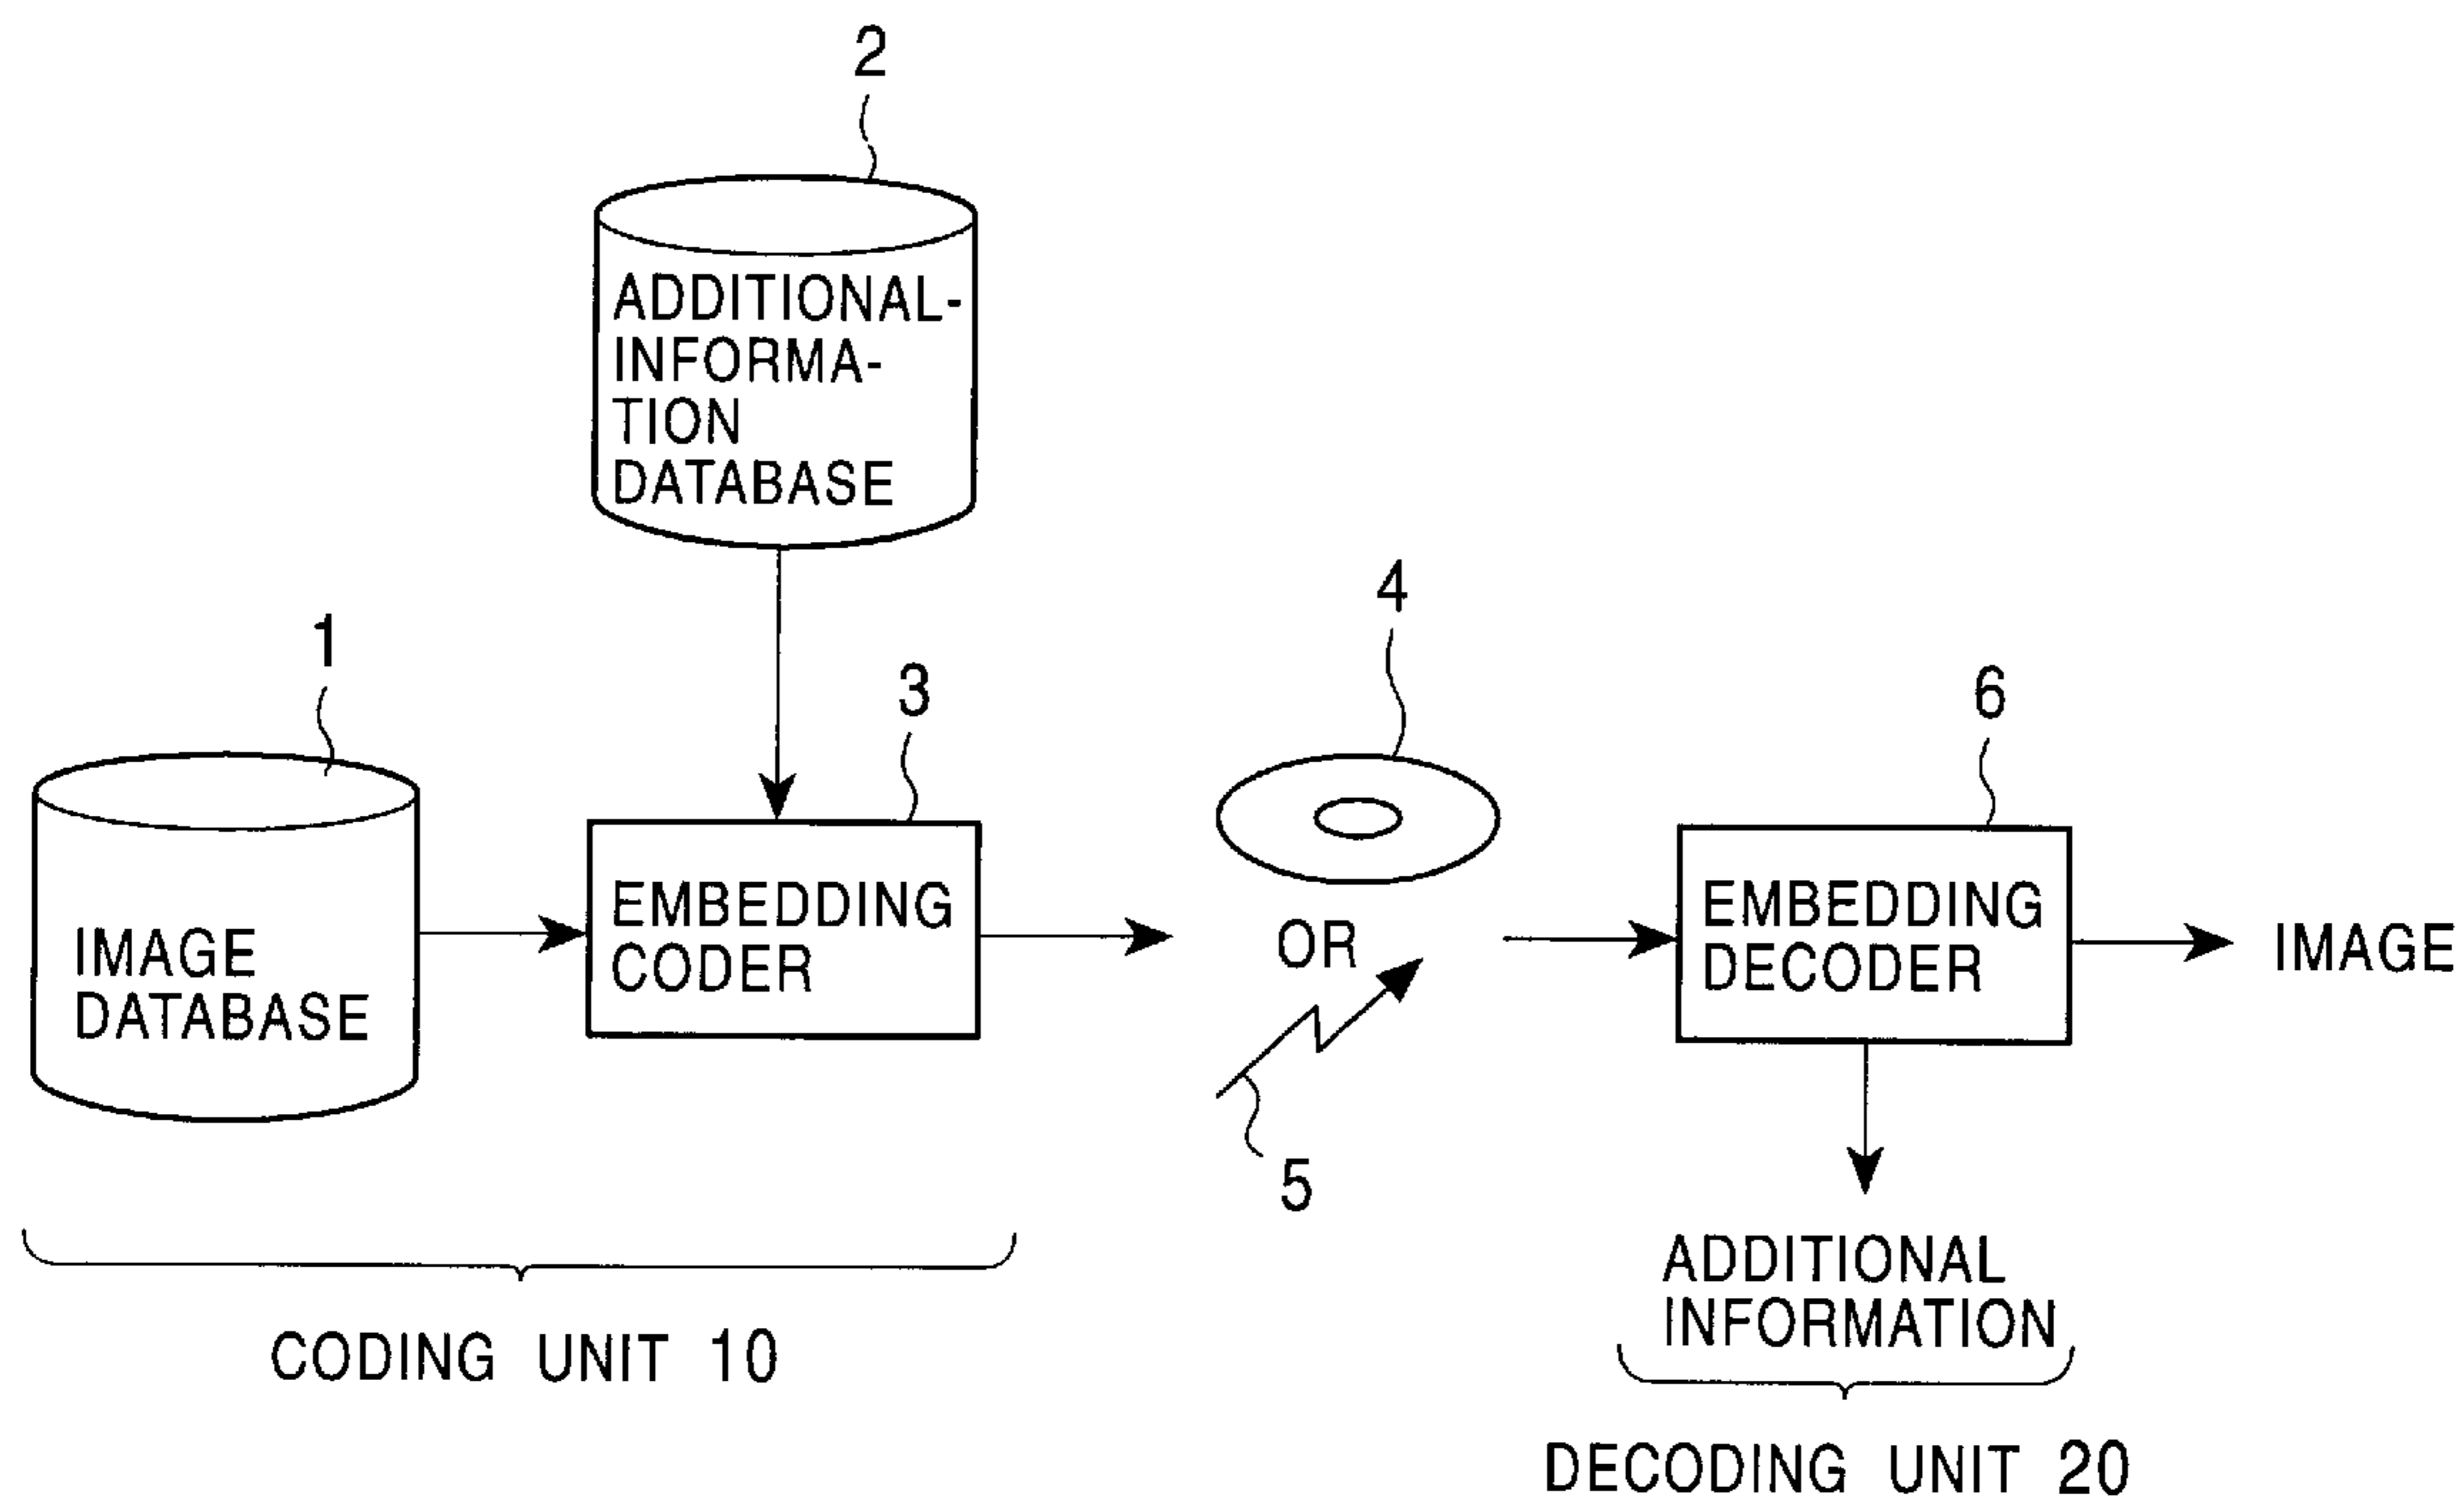 2
ADDITIONAL-
INFORMA-
TION
DATABASE
1
IMAGE
DATABASE
3
EMBEDDING
CODER
4
OR
5
6
EMBEDDING
DECODER
IMAGE
ADDITIONAL
INFORMATION
CODING UNIT 10
DECODING UNIT 20